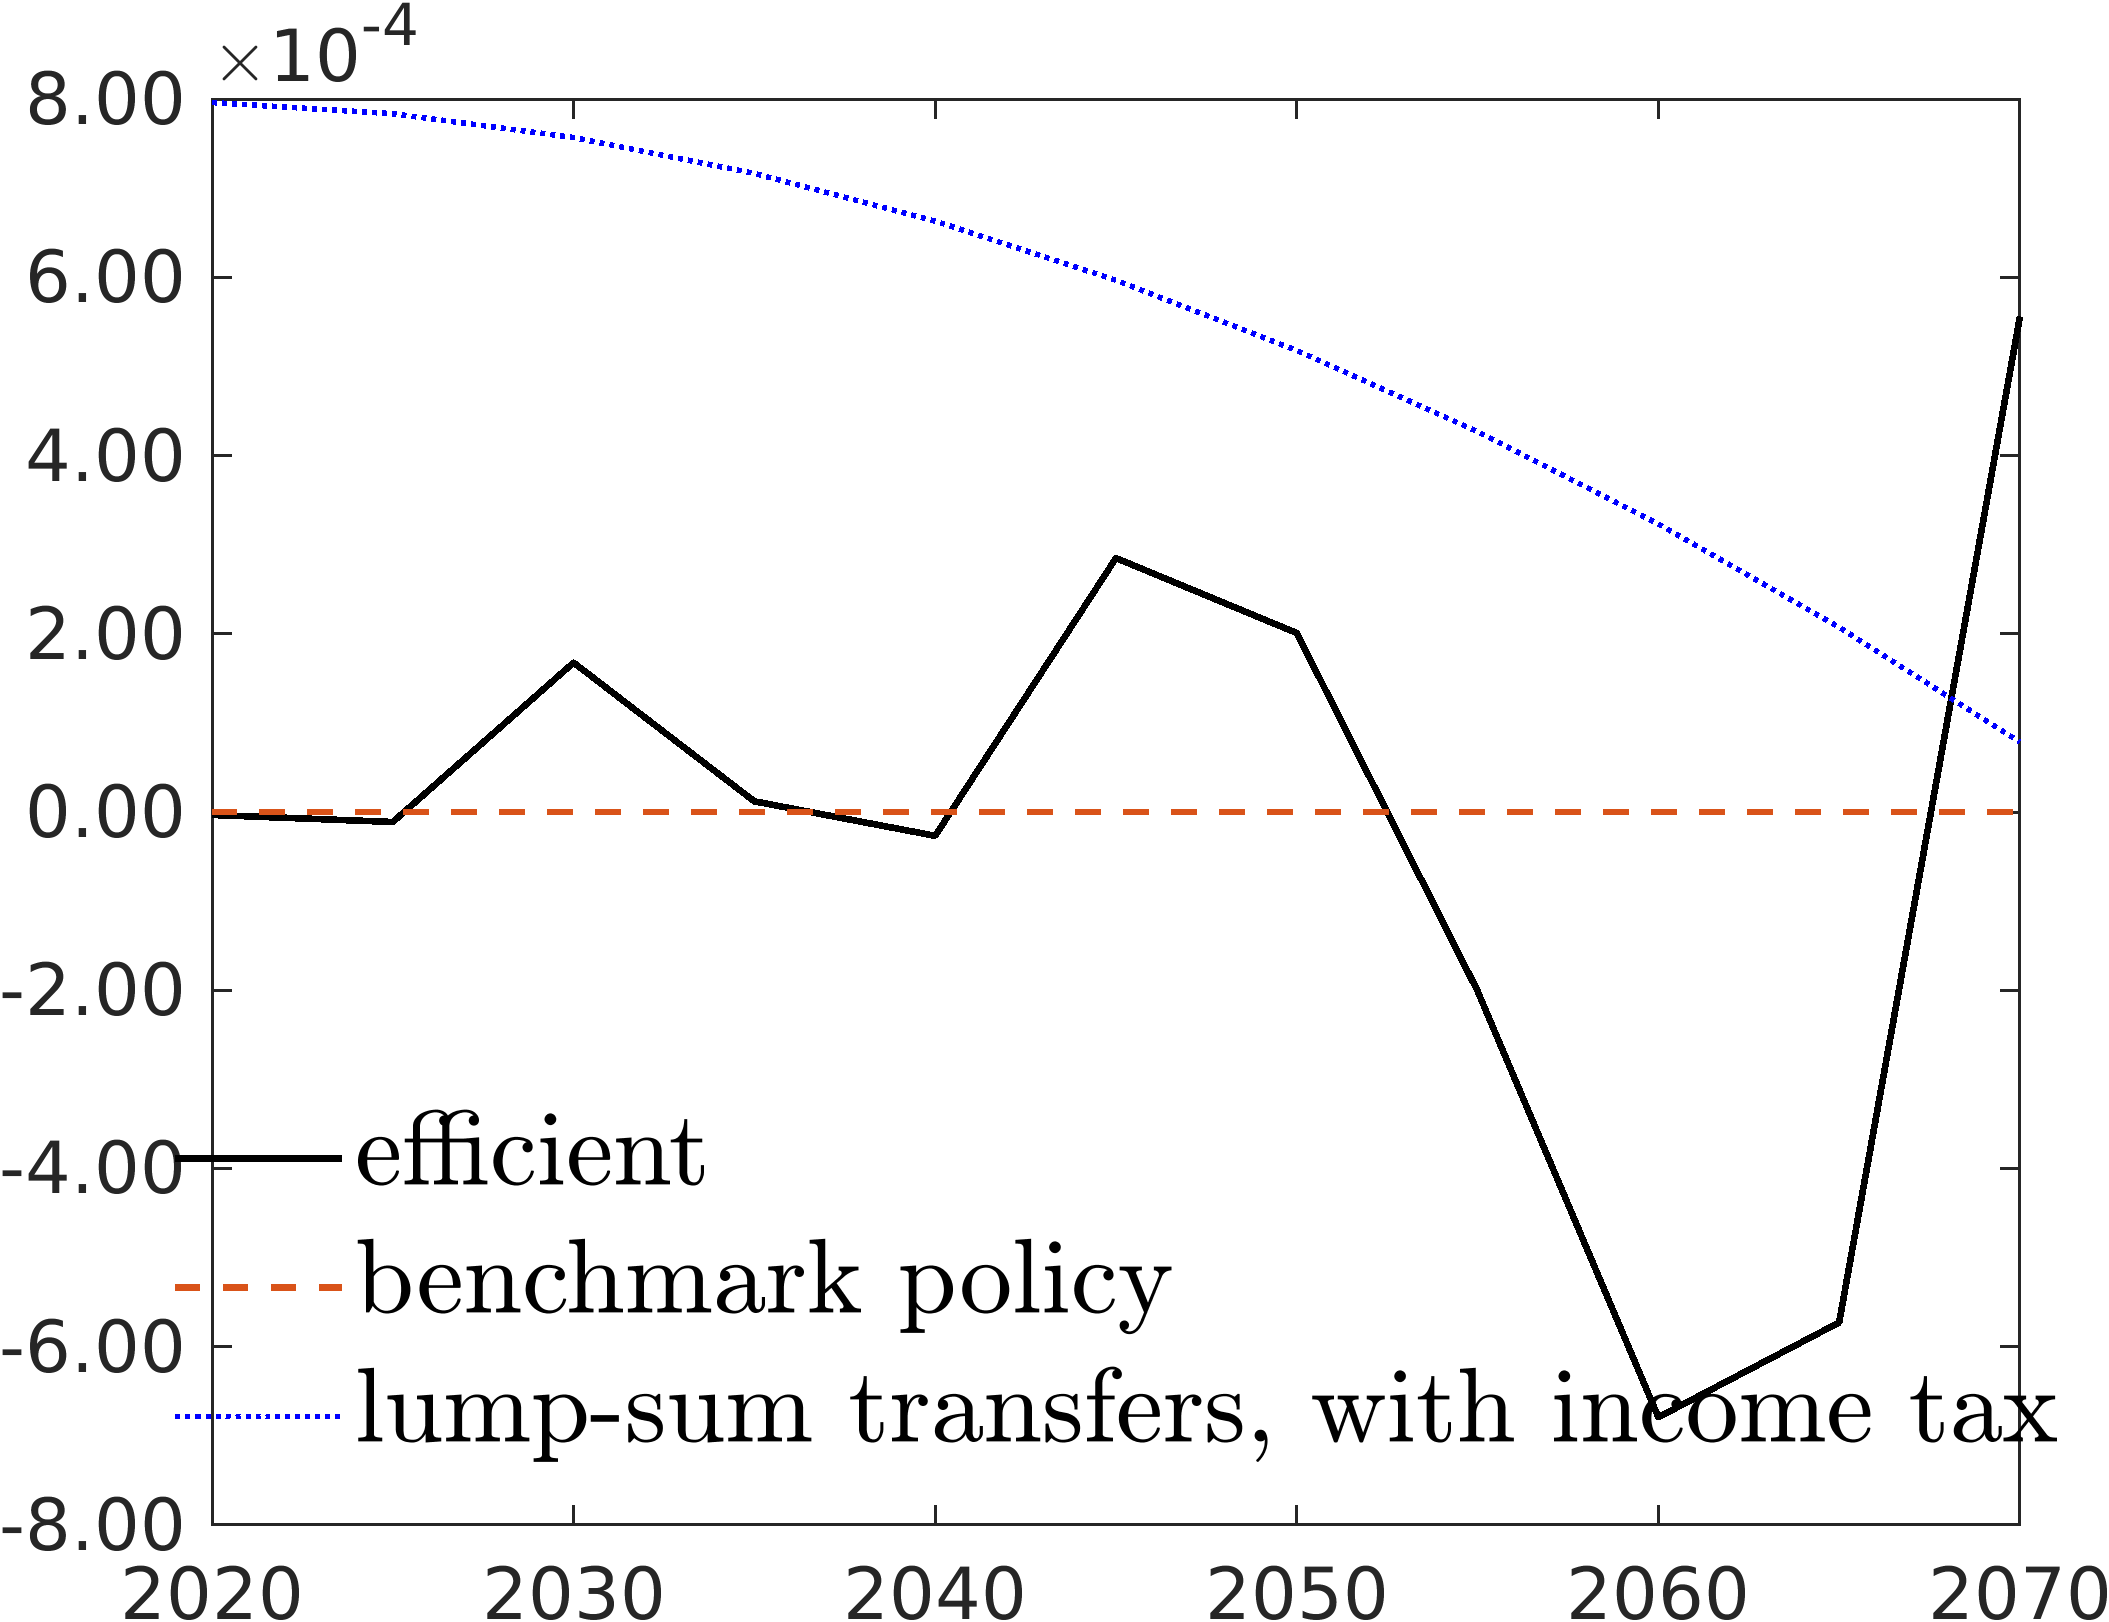 ×10-4
8.00
6.00
4.00
2.00
0.00
-2.00
-4.00
-6.00
-8.00
efficient
benchmark policy
lump-sum transfers, with income tax
2020 2030 2040 2050 2060 2070